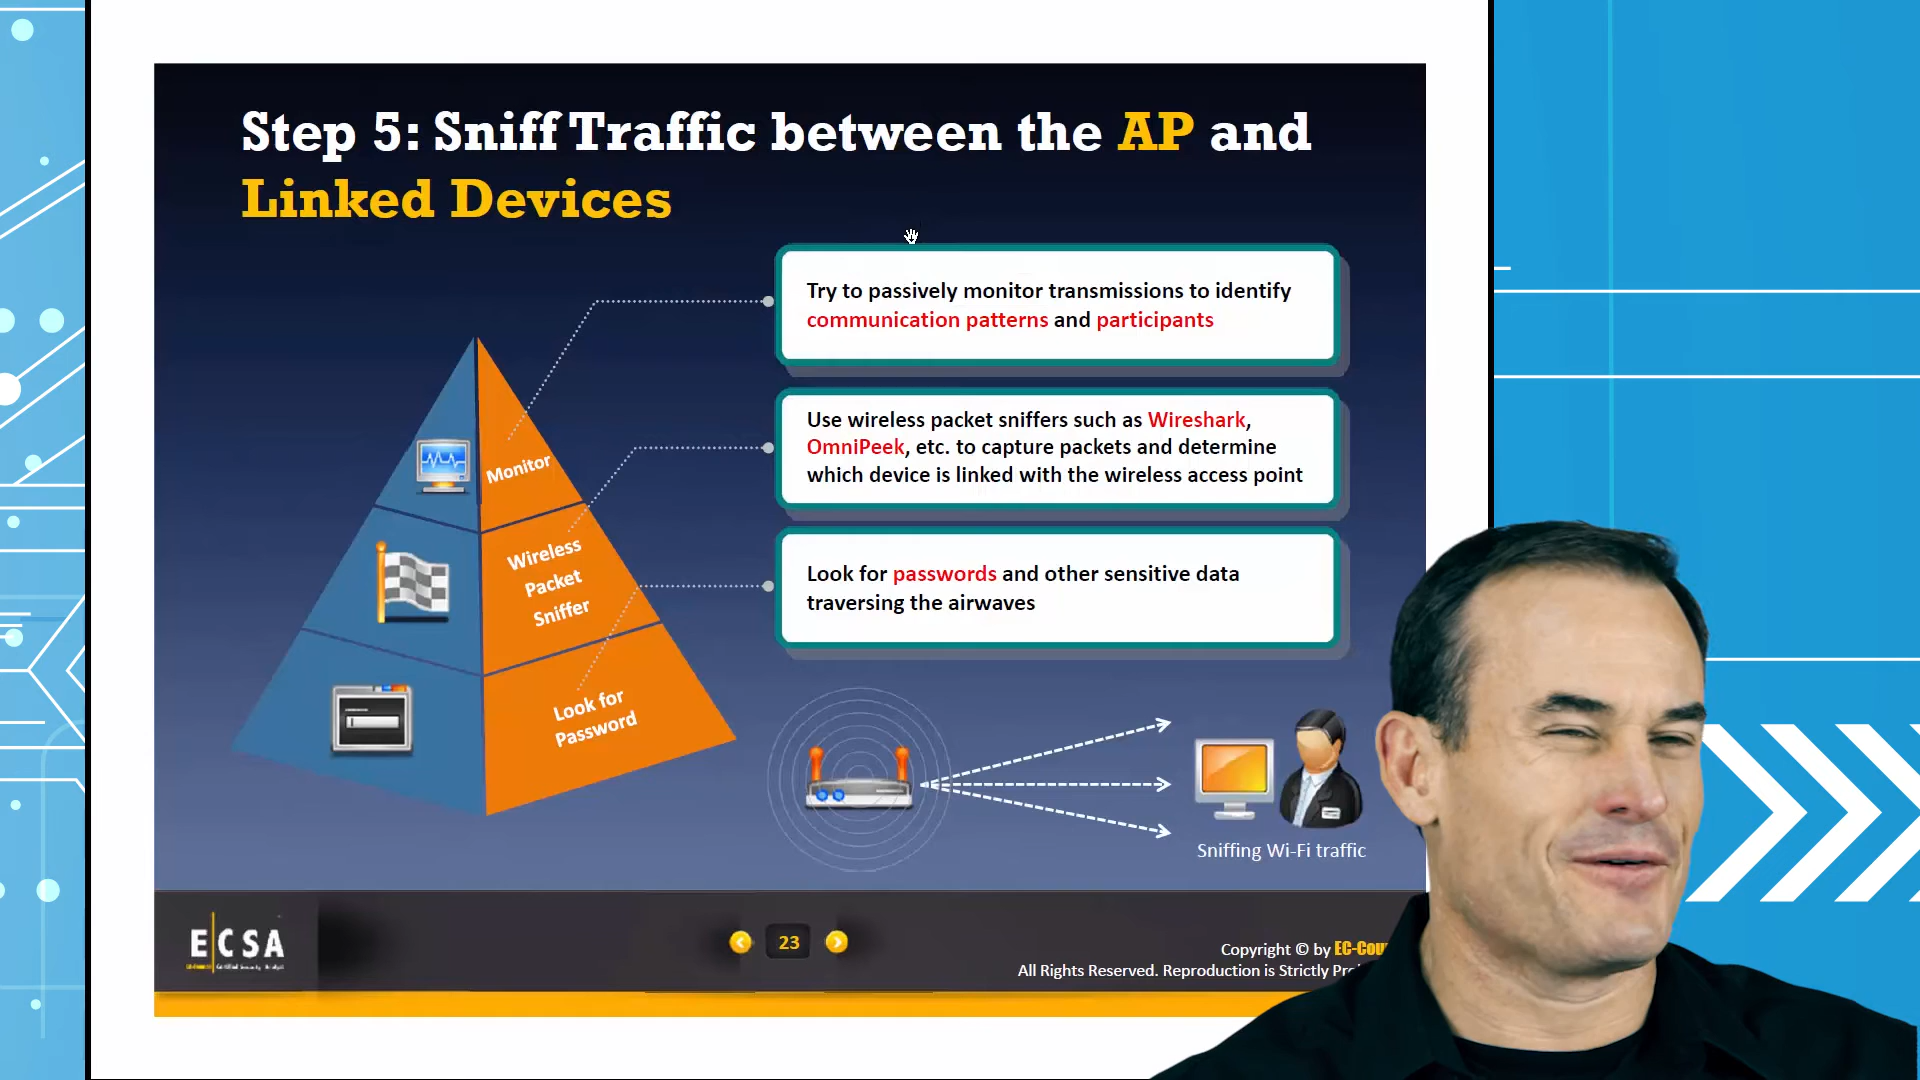 Step 5: Sniff Traffic between the AP and
Linked Devices
Try to passively monitor transmissions to identify
communication patterns and participants
Monitor
Use wireless packet sniffers such as Wireshark,
OmniPeek, etc. to capture packets and determine
which device is linked with the wireless access point
Wireless
Packet
Sniffer
Look for passwords and other sensitive data
traversing the airwaves
Look for
Password
Sniffing Wi-Fi traffic
ECSA
23
Copyright © by EC-Cou
All Rights Reserved. Reproduction is Strictly